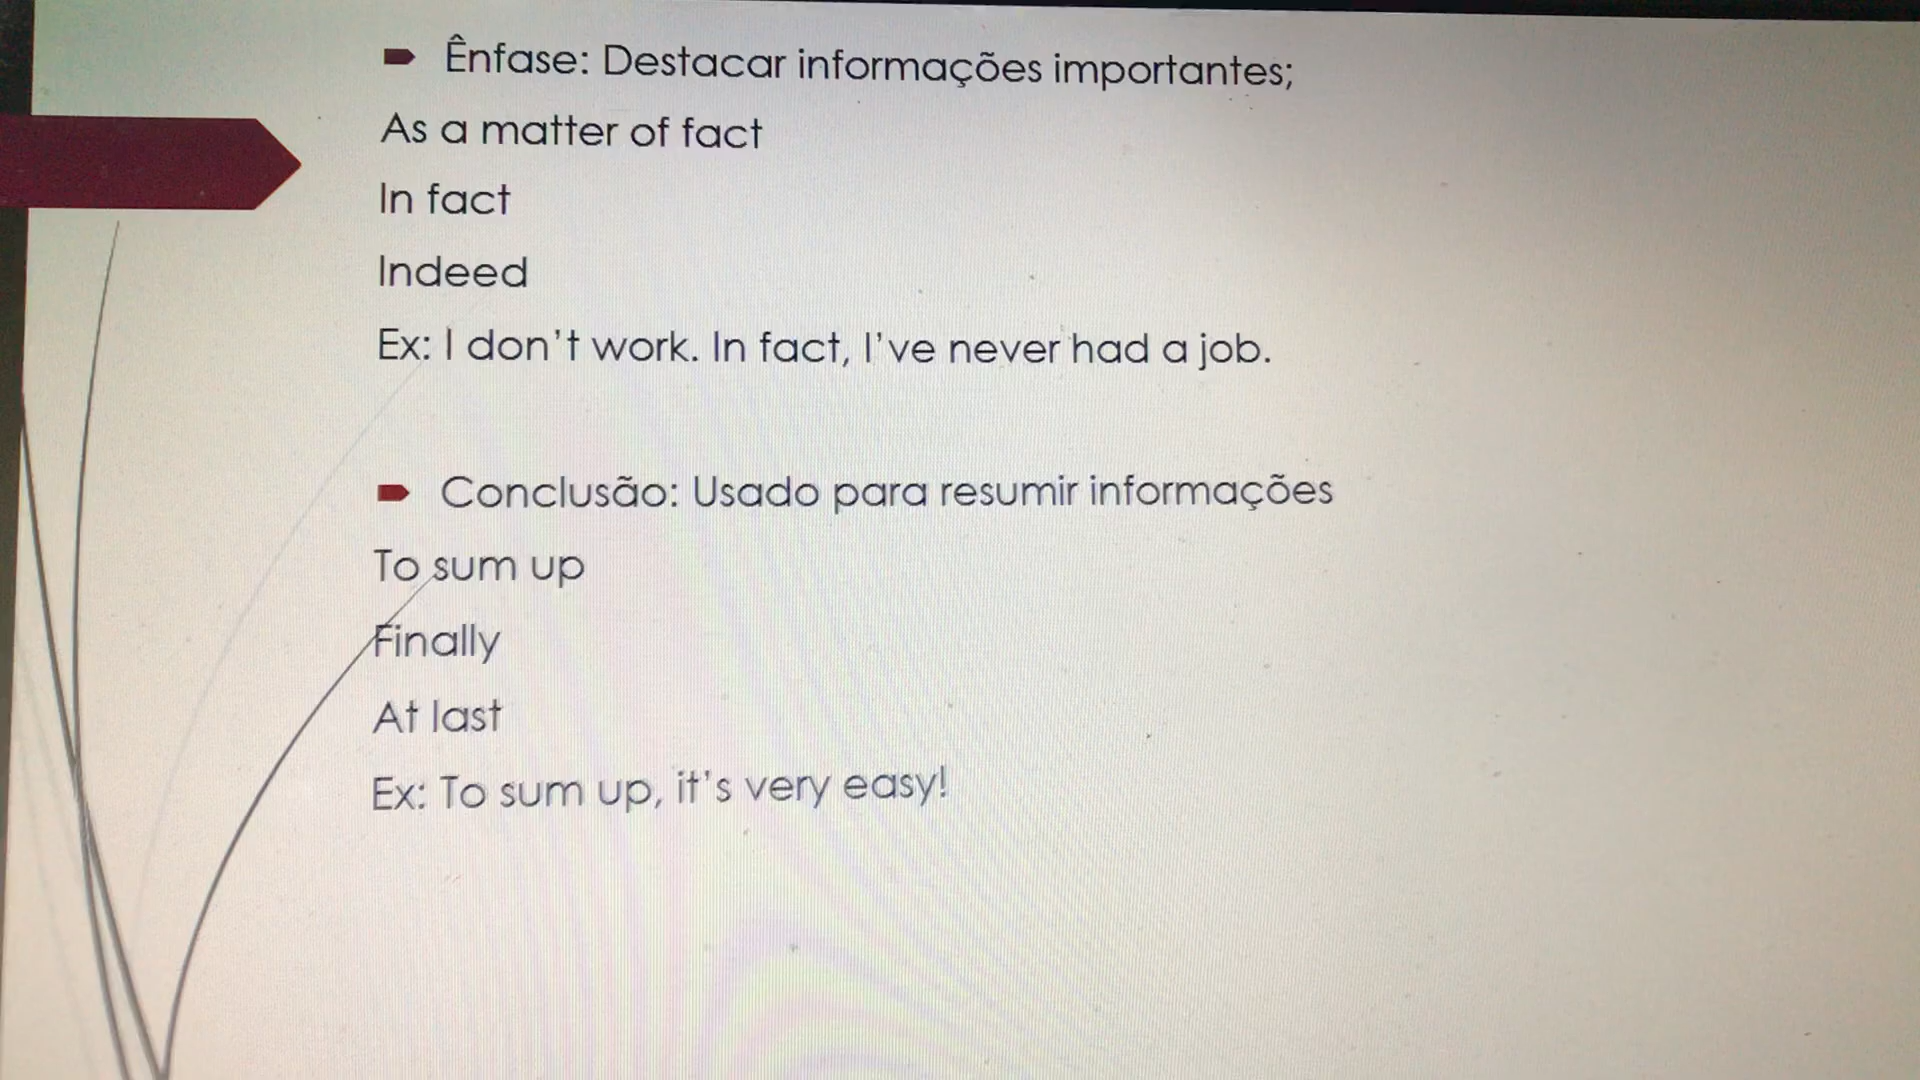 Ênfase: Destacar informações importantes;
As a matter of fact
In fact
Indeed
Ex: I don't work. In fact, I've never had a job.
Conclusão: Usado para resumir informações
To sum up
Finally
At last
Ex: To sum up, it's very easy!